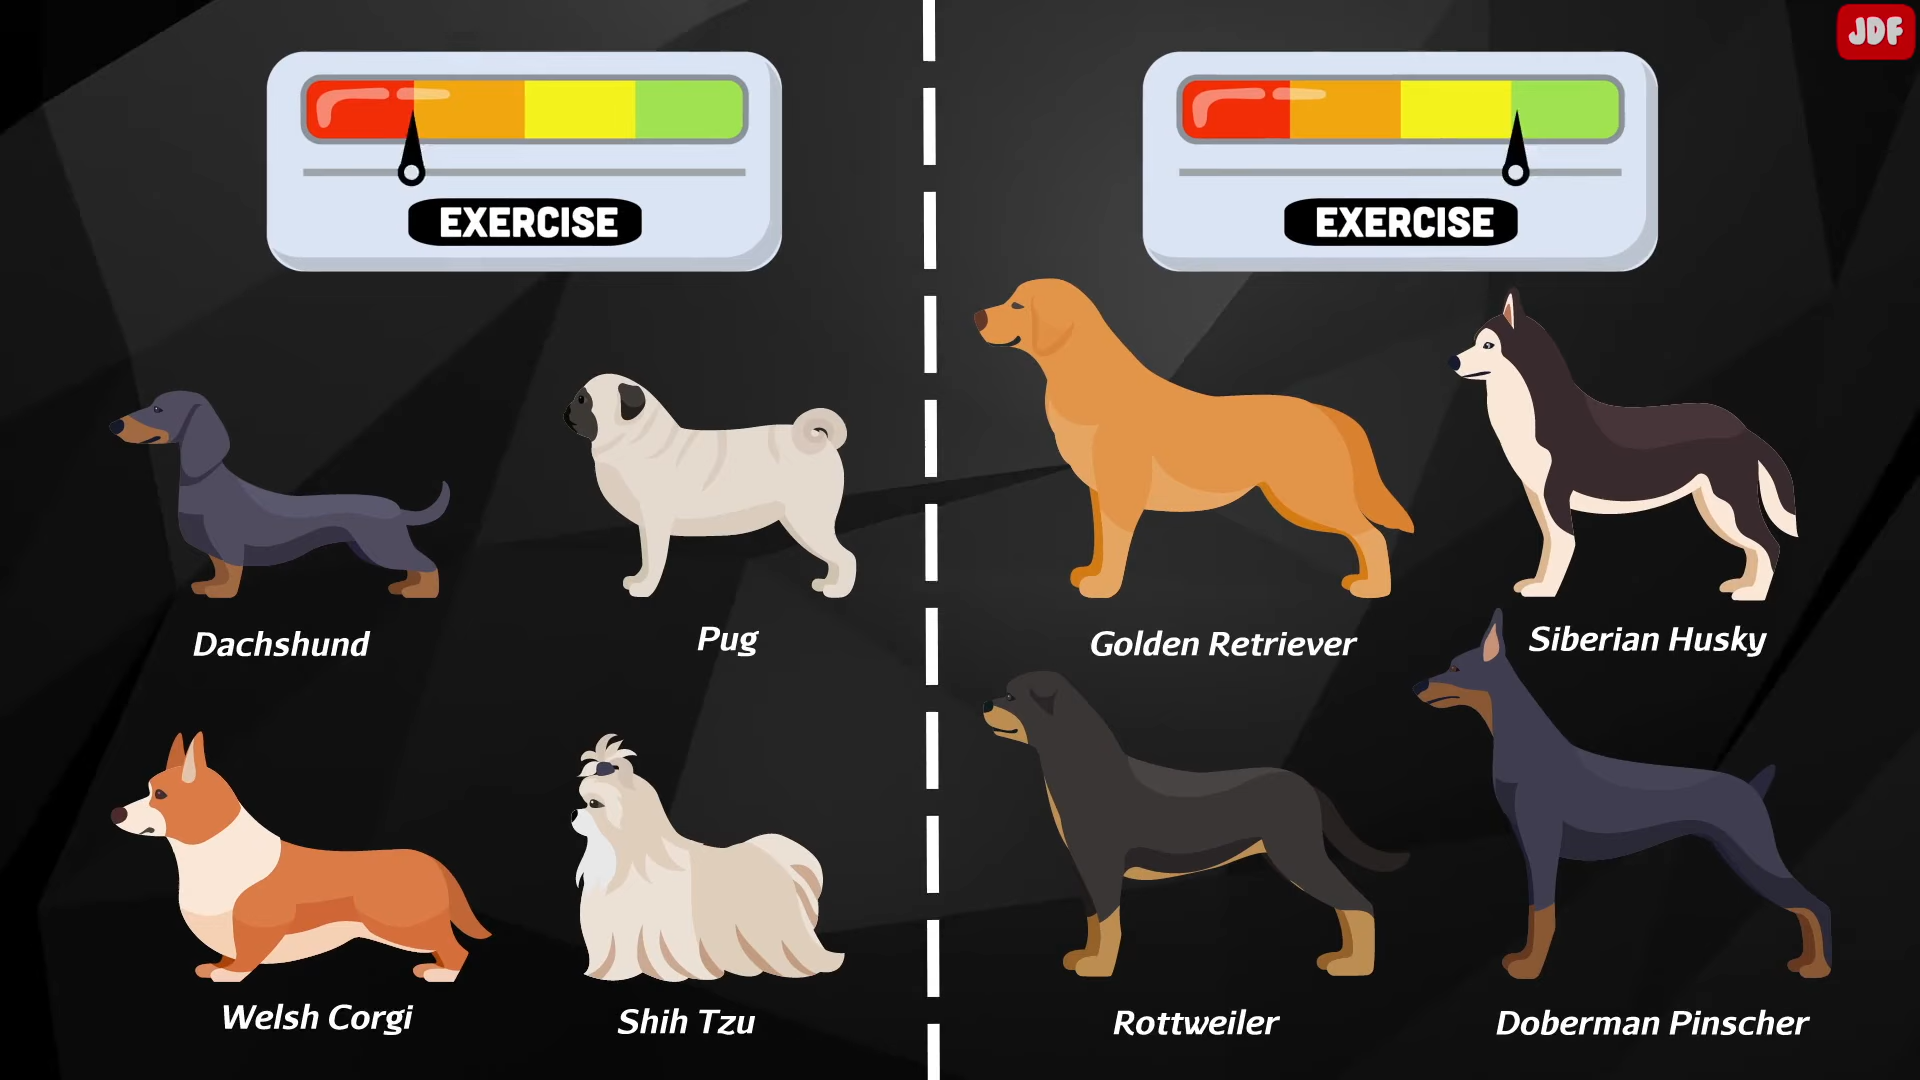 JDF
EXERCISE
EXERCISE
Dachshund
Pug
Golden Retriever
Siberian Husky
Welsh Corgi
Shih Tzu
Rottweiler
Doberman Pinscher